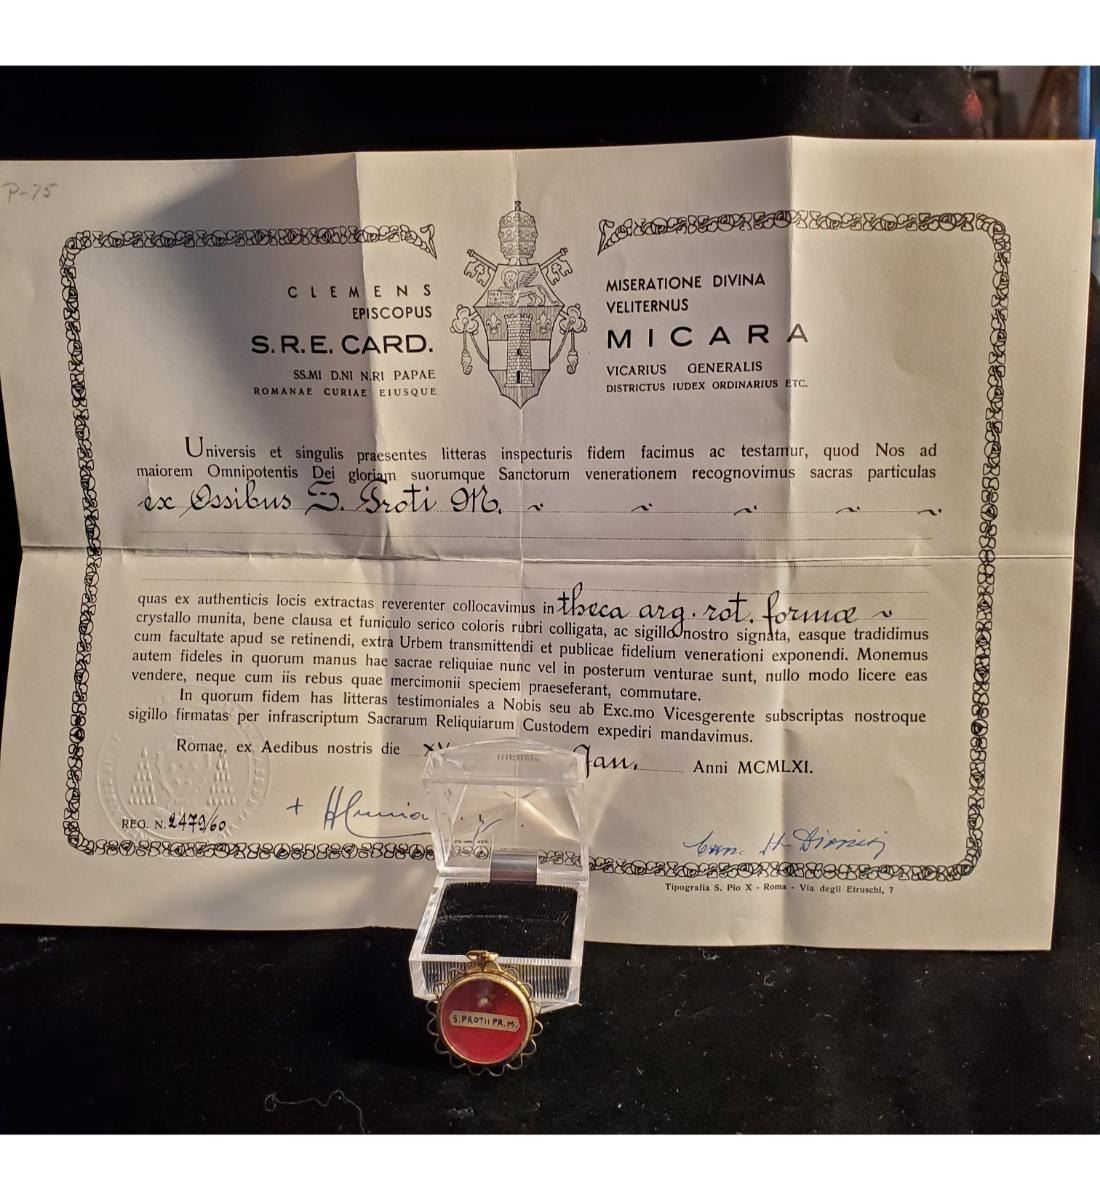 P-75
CLEMENS
EPISCOPUS
S.R.E. CARD.
SS.MI D.NI N.RI PAPAE
ROMANAE CURIAE EIUSQUE
MISERATIONE DIVINA
VELITERNUS
MICARA
VICARIUS GENERALIS
DISTRICTUS IUDEX ORDINARIUS ETC.
Universis et singulis praesentes litteras inspecturis fidem facimus ac testamur, quod Nos ad
maiorem Omnipotentis Dei gloriam suorumque Sanctorum venerationem recognovimus sacras particulas
ex Ossibus S. Proti M.
quas ex authenticis locis extractas reverenter collocavimus in theca arg. rot. formæ
crystallo munita, bene clausa et funiculo serico coloris rubri colligata, ac sigillo nostro signata, easque tradidimus
cum facultate apud se retinendi, extra Urbem transmittendi et publicae fidelium venerationi exponendi. Monemus
autem fideles in quorum manus hae sacrae reliquiae nunc vel in posterum venturae sunt, nullo modo licere eas
vendere, neque cum iis rebus quae mercimonii speciem praeseferant, commutare.
In quorum fidem has litteras testimoniales a Nobis seu ab Exc.mo Vicesgerente subscriptas nostroque
sigillo firmatas per infrascriptum Sacrarum Reliquiarum Custodem expediri mandavimus.
Romae, ex Aedibus nostris die mensis Jan. Anni MCMLXI.
REG. N. 2479/60
Tipografia S. Pio X - Roma - Via degli Etruschi, 7
S. PROTII PR. M.